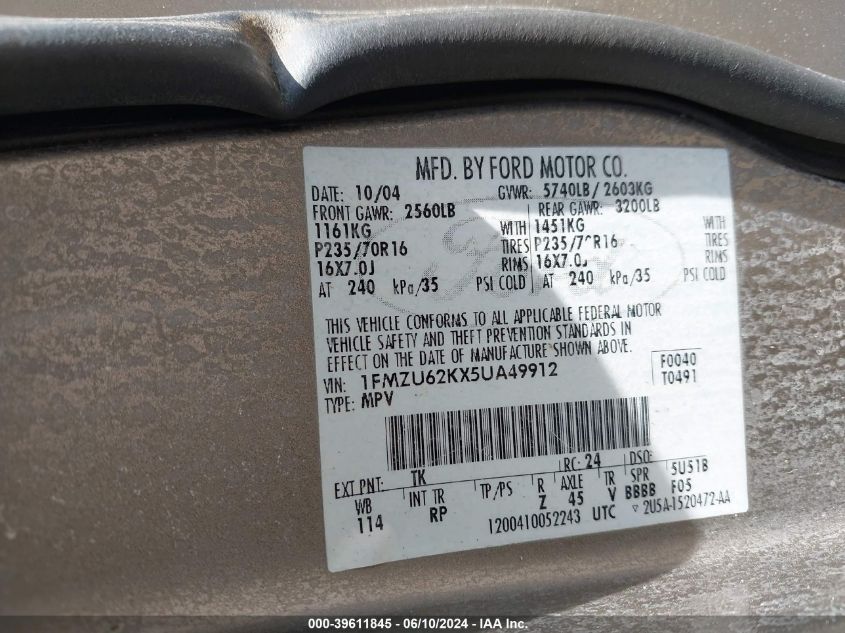 MFD. BY FORD MOTOR CO.
DATE: 10/04 GVWR: 5740LB/ 2603KG
FRONT GAWR: 2560LB REAR GAWR: 3200LB
1161KG WITH 1451KG WITH
P235/70R16 TIRES P235/70R16 TIRES
16X7.0J RIMS 16X7.0J RIMS
AT 240 kPa/35 PSI COLD AT 240 kPa/35 PSI COLD
THIS VEHICLE CONFORMS TO ALL APPLICABLE FEDERAL MOTOR
VEHICLE SAFETY AND THEFT PREVENTION STANDARDS IN
EFFECT ON THE DATE OF MANUFACTURE SHOWN ABOVE.
VIN: 1FMZU62KX5UA49912 F0040
TYPE: MPV T0491
EXT PNT: TK RC: 24 DSO:
WB INT TR TP/PS R AXLE TR SPR 5U51B
114 RP Z 45 V BBBB F05
1200410052243 UTC ▽ 2U5A-1520472-AA
000-39611845 - 06/10/2024 - IAA Inc.